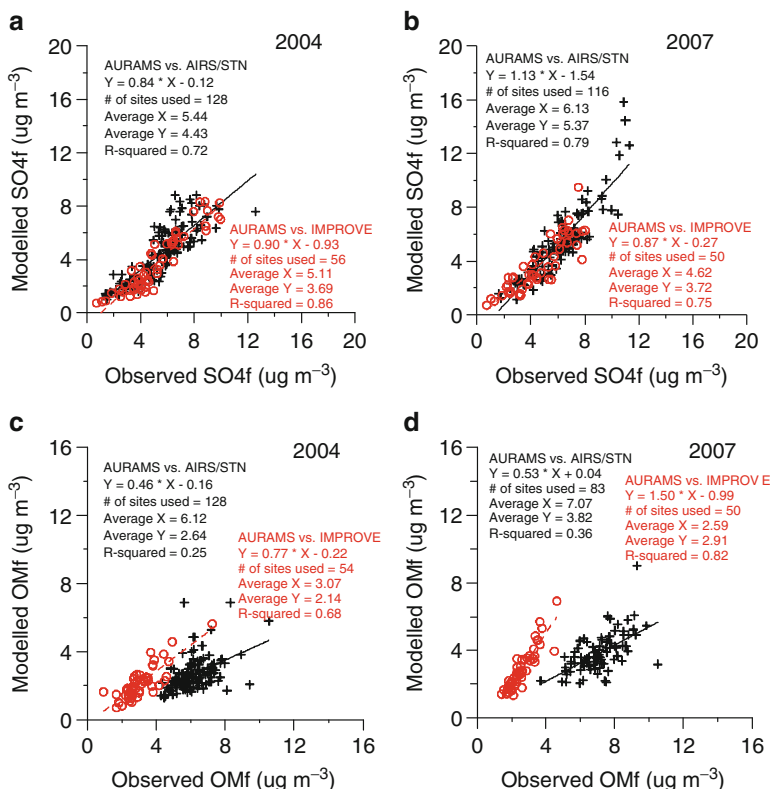 a
2004
AURAMS vs. AIRS/STN
Y = 0.84 * X - 0.12
# of sites used = 128
Average X = 5.44
Average Y = 4.43
R-squared = 0.72
AURAMS vs. IMPROVE
Y = 0.90 * X - 0.93
# of sites used = 56
Average X = 5.11
Average Y = 3.69
R-squared = 0.86
20
16
12
8
4
0
0 4 8 12 16 20
Modelled SO4f (ug m⁻³)
Observed SO4f (ug m⁻³)
b
2007
AURAMS vs. AIRS/STN
Y = 1.13 * X - 1.54
# of sites used = 116
Average X = 6.13
Average Y = 5.37
R-squared = 0.79
AURAMS vs. IMPROVE
Y = 0.87 * X - 0.27
# of sites used = 50
Average X = 4.62
Average Y = 3.72
R-squared = 0.75
20
16
12
8
4
0
0 4 8 12 16 20
Modelled SO4f (ug m⁻³)
Observed SO4f (ug m⁻³)
c
2004
AURAMS vs. AIRS/STN
Y = 0.46 * X - 0.16
# of sites used = 128
Average X = 6.12
Average Y = 2.64
R-squared = 0.25
AURAMS vs. IMPROVE
Y = 0.77 * X - 0.22
# of sites used = 54
Average X = 3.07
Average Y = 2.14
R-squared = 0.68
16
12
8
4
0
0 4 8 12 16
Modelled OMf (ug m⁻³)
Observed OMf (ug m⁻³)
d
2007
AURAMS vs. AIRS/STN
Y = 0.53 * X + 0.04
# of sites used = 83
Average X = 7.07
Average Y = 3.82
R-squared = 0.36
AURAMS vs. IMPROV E
Y = 1.50 * X - 0.99
# of sites used = 50
Average X = 2.59
Average Y = 2.91
R-squared = 0.82
16
12
8
4
0
0 4 8 12 16
Modelled OMf (ug m⁻³)
Observed OMf (ug m⁻³)